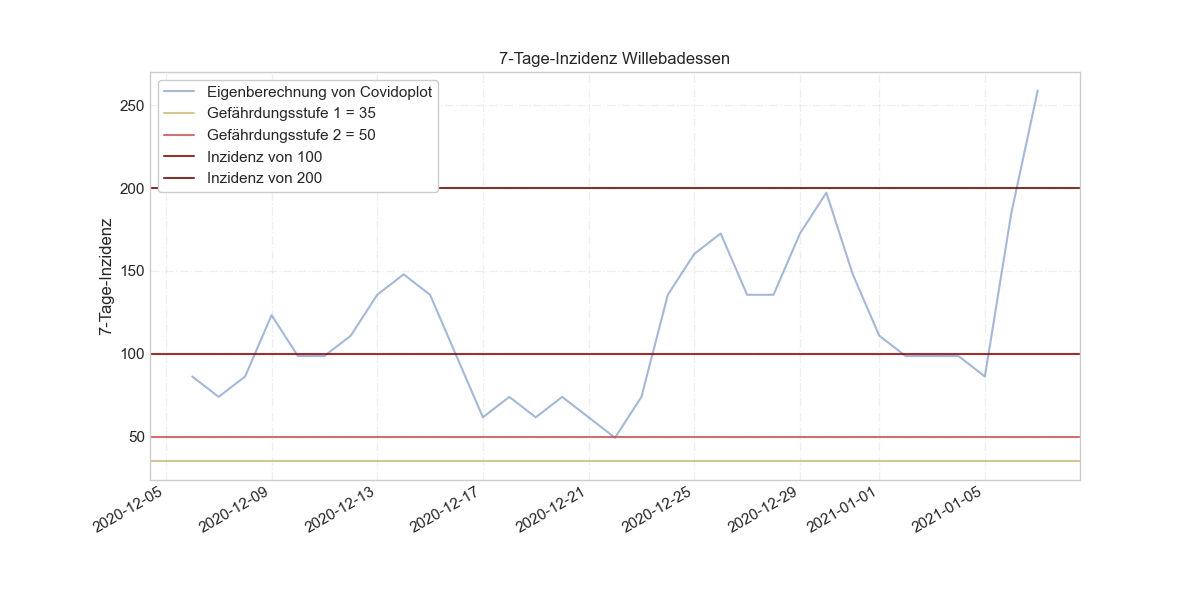 7-Tage-Inzidenz Willebadessen
Eigenberechnung von Covidoplot
Gefährdungsstufe 1 = 35
Gefährdungsstufe 2 = 50
Inzidenz von 100
Inzidenz von 200
7-Tage-Inzidenz
250
200
150
100
50
2020-12-05
2020-12-09
2020-12-13
2020-12-17
2020-12-21
2020-12-25
2020-12-29
2021-01-01
2021-01-05